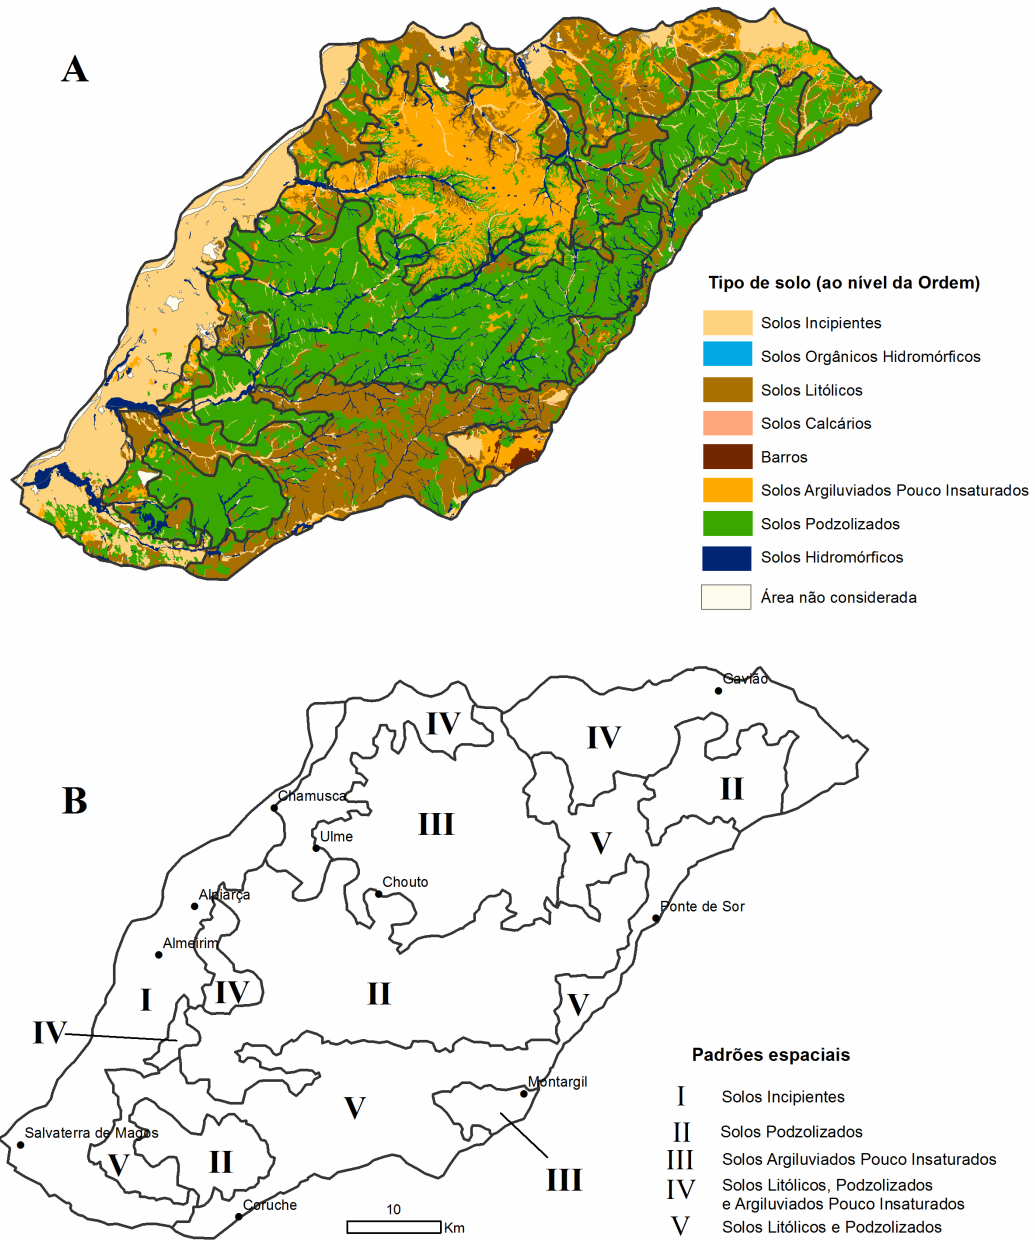 A
Tipo de solo (ao nível da Ordem)
Solos Incipientes
Solos Orgânicos Hidromórficos
Solos Litólicos
Solos Calcários
Barros
Solos Argiluviados Pouco Insaturados
Solos Podzolizados
Solos Hidromórficos
Área não considerada
B
Gavião
IV
IV
II
Chamusca
III
Ulme
V
Chouto
Alpiarça
Ponte de Sor
Almeirim
I
IV
II
V
IV
Montargil
V
Salvaterra de Magos
V
II
III
Coruche
10
Km
Padrões espaciais
I Solos Incipientes
II Solos Podzolizados
III Solos Argiluviados Pouco Insaturados
IV Solos Litólicos, Podzolizados
e Argiluviados Pouco Insaturados
V Solos Litólicos e Podzolizados